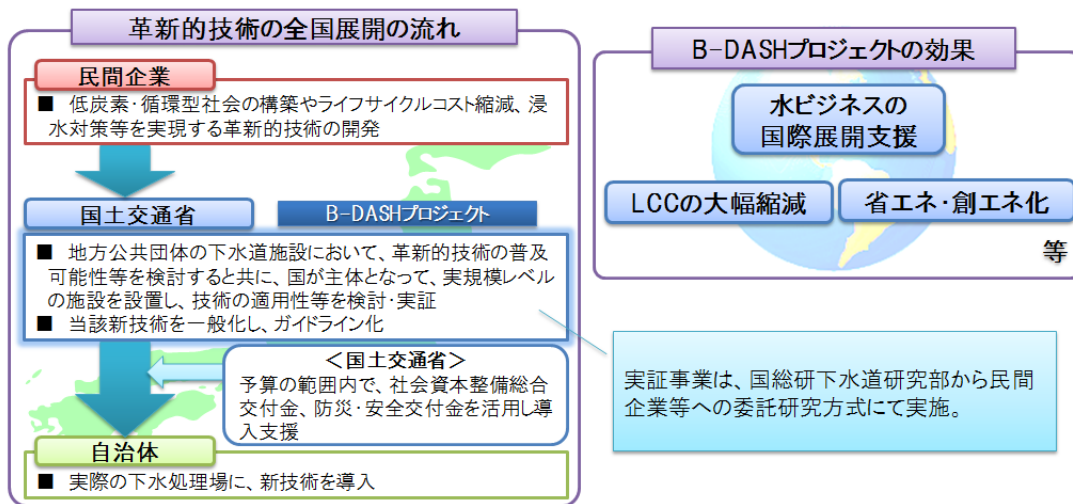 革新的技術の全国展開の流れ
民間企業
■ 低炭素・循環型社会の構築やライフサイクルコスト縮減、浸
水対策等を実現する革新的技術の開発
国土交通省
B-DASHプロジェクト
■ 地方公共団体の下水道施設において、革新的技術の普及
可能性等を検討すると共に、国が主体となって、実規模レベル
の施設を設置し、技術の適用性等を検討・実証
■ 当該新技術を一般化し、ガイドライン化
<国土交通省>
予算の範囲内で、社会資本整備総合
交付金、防災・安全交付金を活用し導
入支援
自治体
■ 実際の下水処理場に、新技術を導入
B-DASHプロジェクトの効果
水ビジネスの
国際展開支援
LCCの大幅縮減
省エネ・創エネ化
等
実証事業は、国総研下水道研究部から民間
企業等への委託研究方式にて実施。